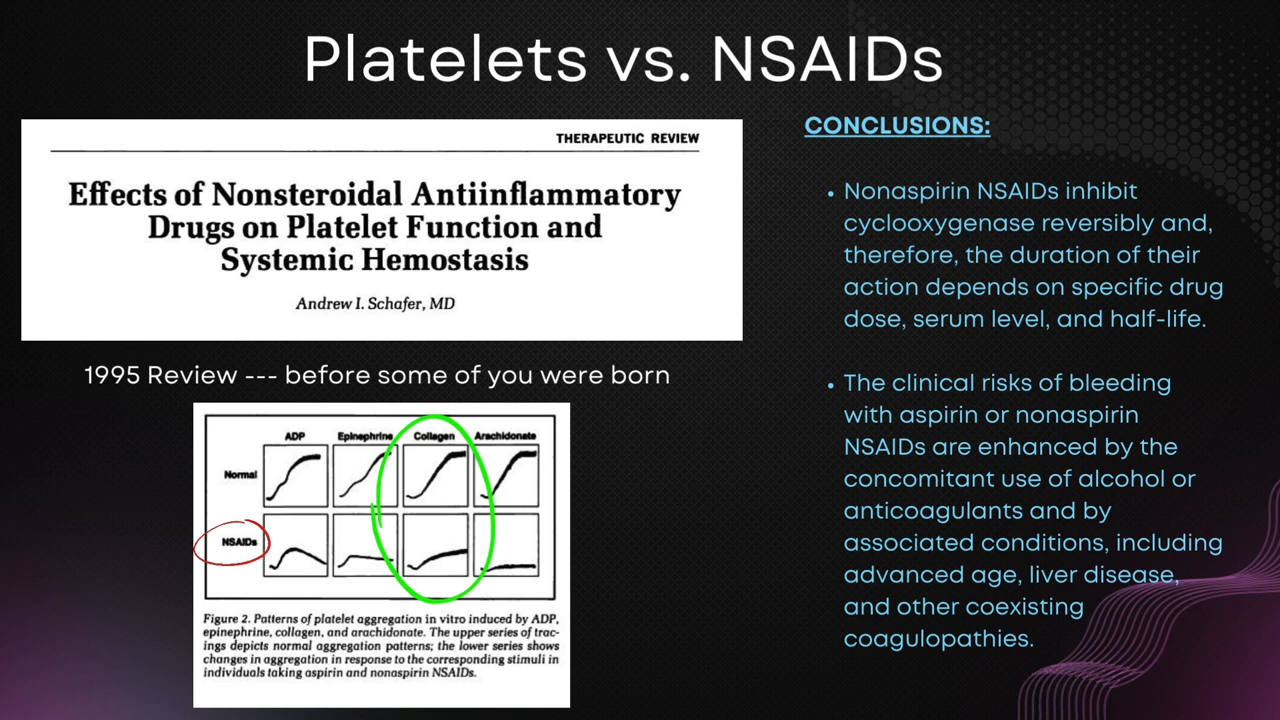 Platelets vs. NSAIDs
THERAPEUTIC REVIEW
Effects of Nonsteroidal Antiinflammatory
Drugs on Platelet Function and
Systemic Hemostasis
Andrew I. Schafer, MD
1995 Review --- before some of you were born
ADP Epinephrine Collagen Arachidonate
Normal
NSAIDs
Figure 2. Patterns of platelet aggregation in vitro induced by ADP,
epinephrine, collagen, and arachidonate. The upper series of trac-
ings depicts normal aggregation patterns; the lower series shows
changes in aggregation in response to the corresponding stimuli in
individuals taking aspirin and nonaspirin NSAIDs.
CONCLUSIONS:
• Nonaspirin NSAIDs inhibit
cyclooxygenase reversibly and,
therefore, the duration of their
action depends on specific drug
dose, serum level, and half-life.
• The clinical risks of bleeding
with aspirin or nonaspirin
NSAIDs are enhanced by the
concomitant use of alcohol or
anticoagulants and by
associated conditions, including
advanced age, liver disease,
and other coexisting
coagulopathies.